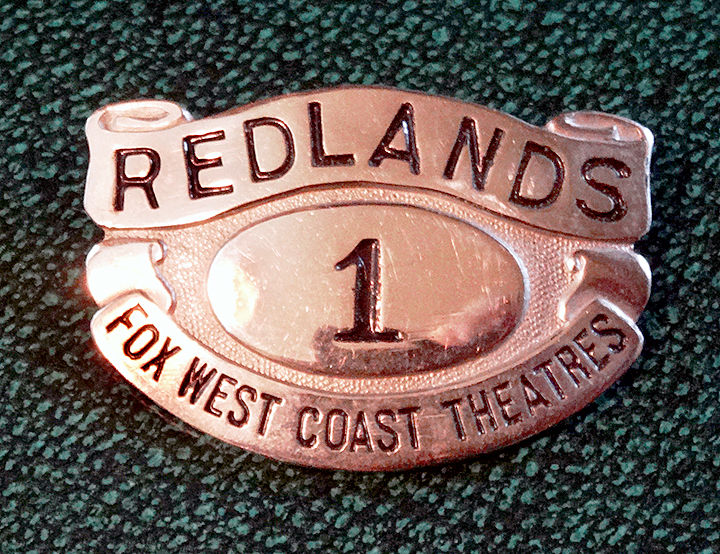 REDLANDS
1
FOX WEST COAST THEATRES